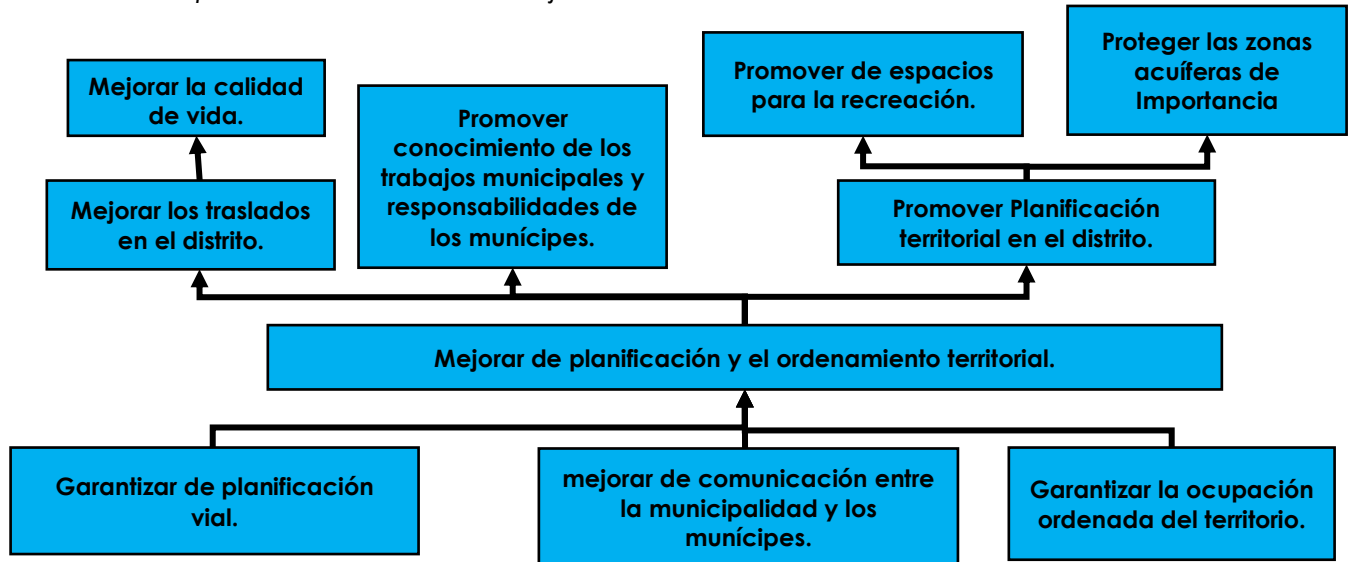 Mejorar la calidad
de vida.
Promover
conocimiento de los
trabajos municipales y
responsabilidades de
los munícipes.
Promover de espacios
para la recreación.
Proteger las zonas
acuíferas de
Importancia
Mejorar los traslados
en el distrito.
Promover Planificación
territorial en el distrito.
Mejorar de planificación y el ordenamiento territorial.
Garantizar de planificación
vial.
mejorar de comunicación entre
la municipalidad y los
munícipes.
Garantizar la ocupación
ordenada del territorio.